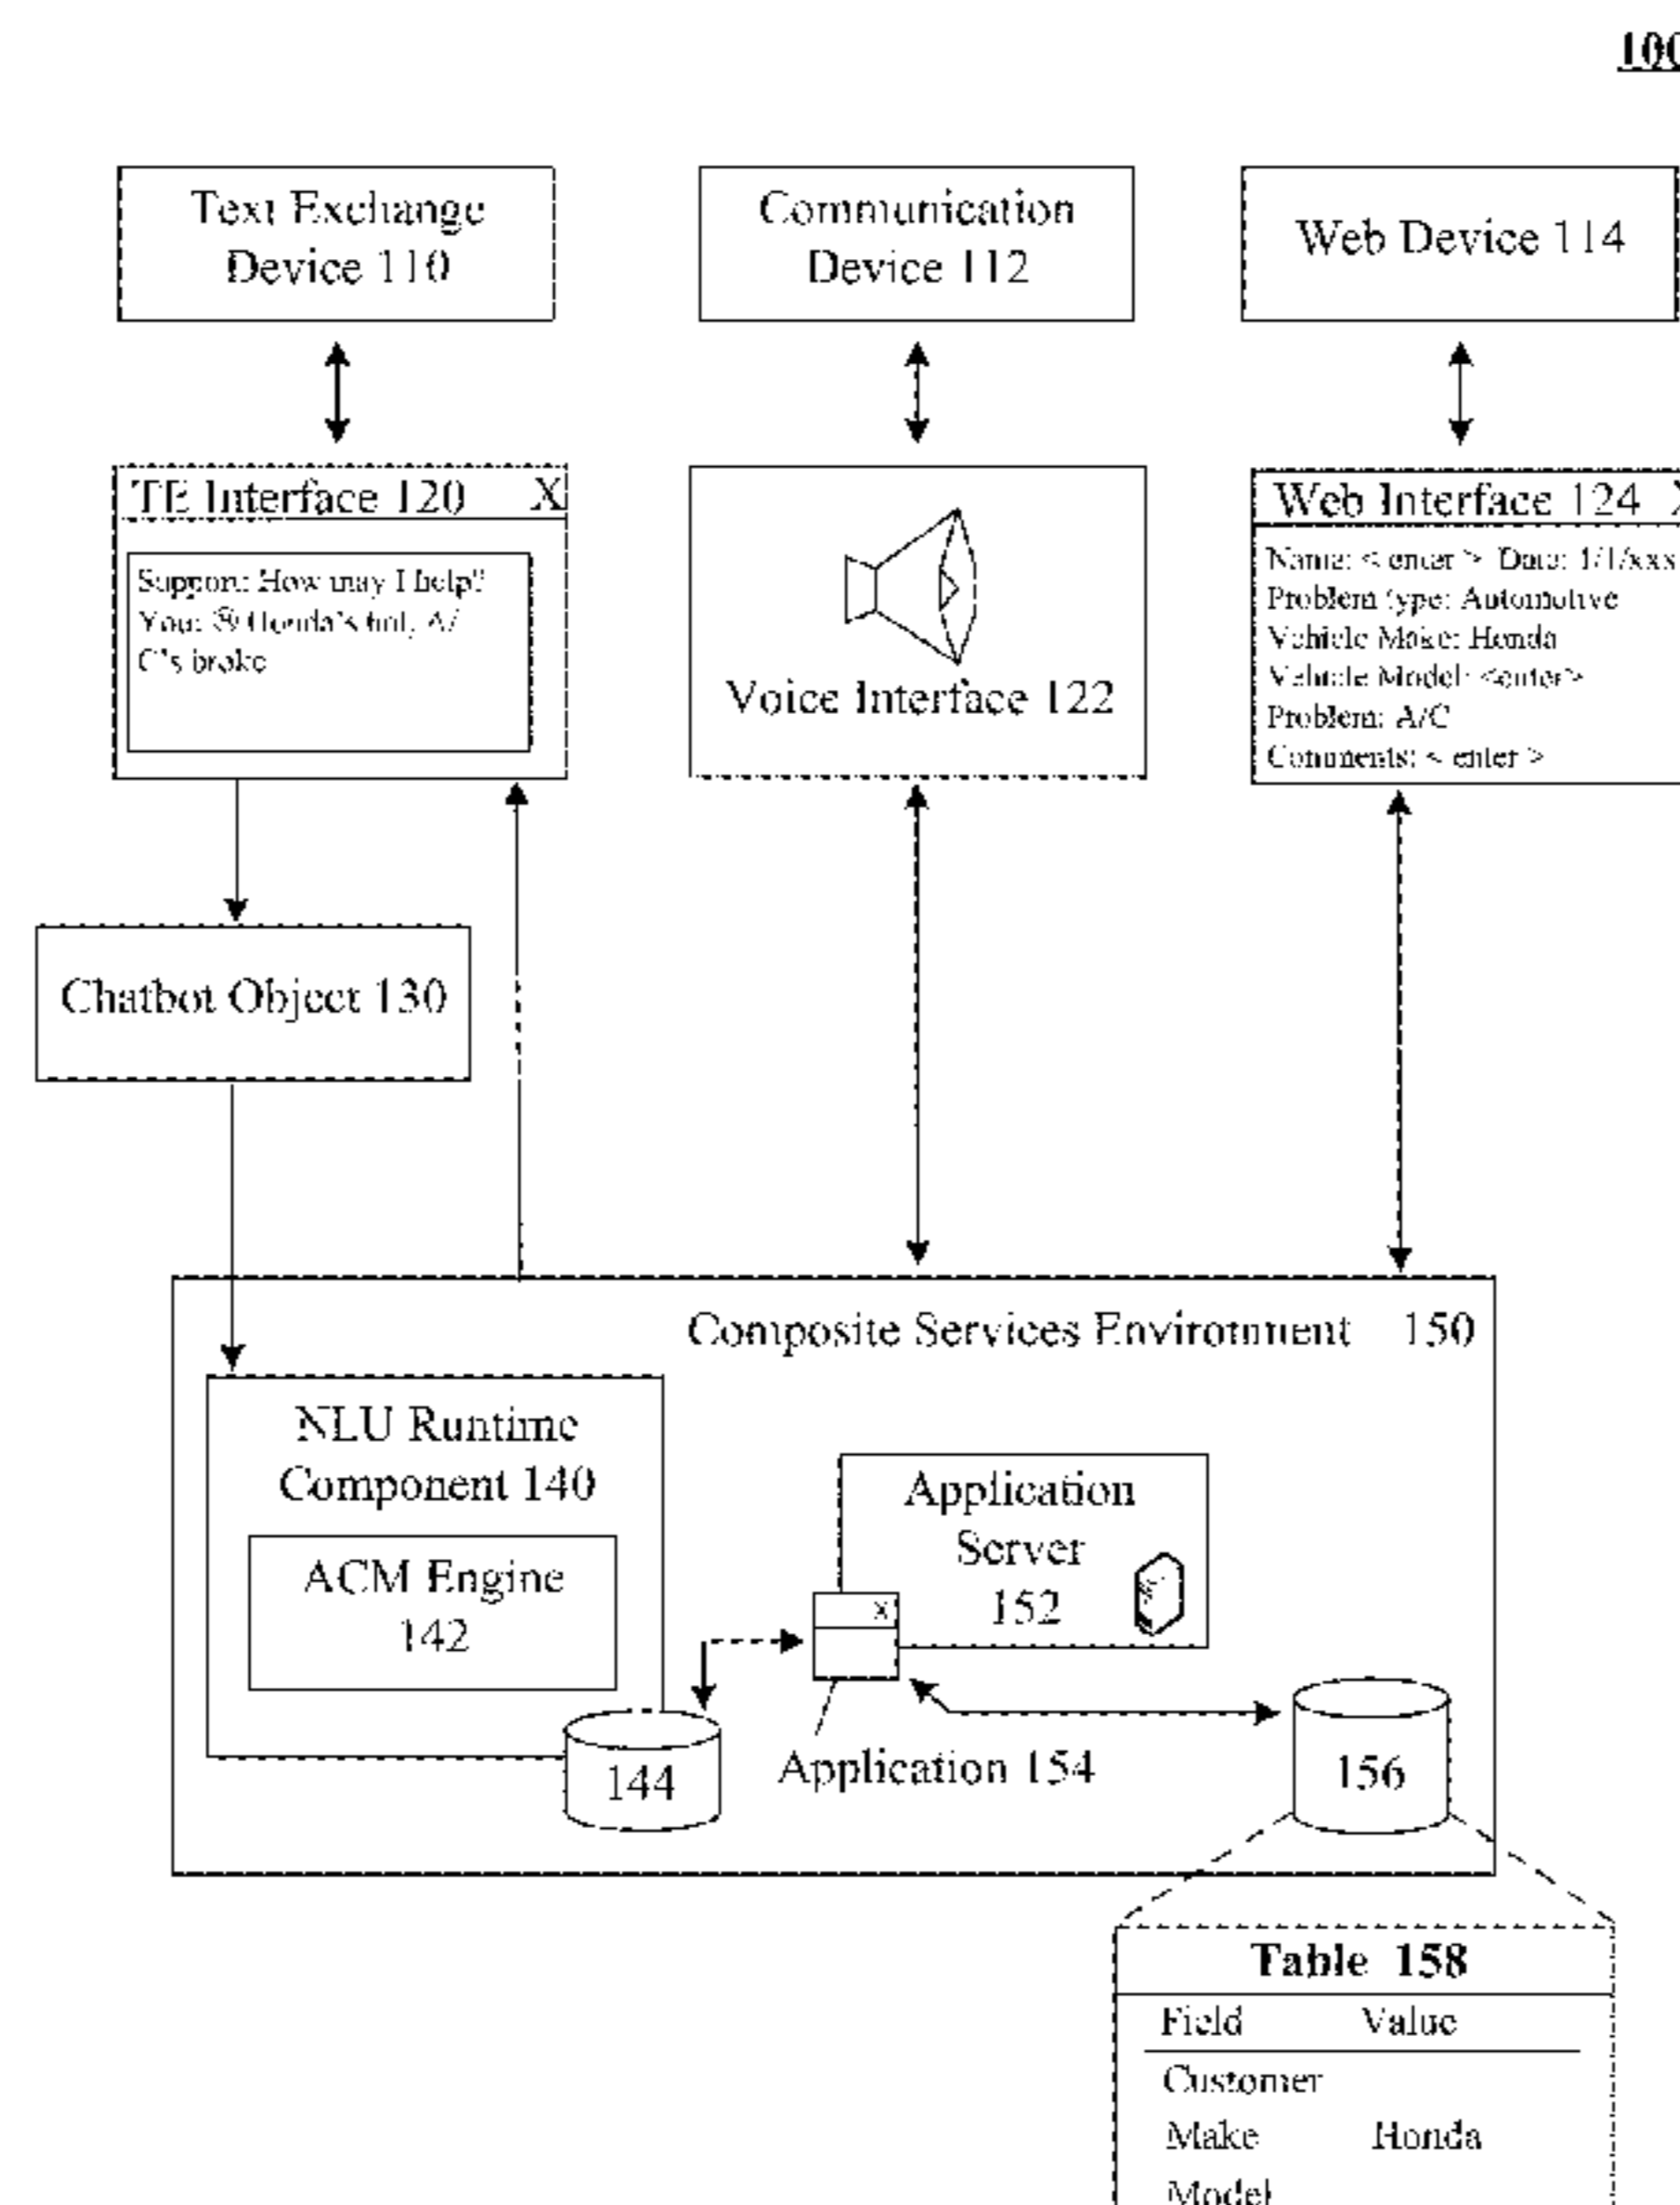 100
Text Exchange
Device 110
Communication
Device 112
Web Device 114
TE Interface 120 X
Support: How may I help?
You: Honda's hot, A/
C's broke
Voice Interface 122
Web Interface 124
Name: < enter > Date: 1/1/xxx
Problem type: Automotive
Vehicle Make: Honda
Vehicle Model: <enter>
Problem: A/C
Comments: < enter >
Chatbot Object 130
Composite Services Environment 150
NLU Runtime
Component 140
ACM Engine
142
Application
Server
152
X
144
Application 154
156
Table 158
Field Value
Customer
Make Honda
Model